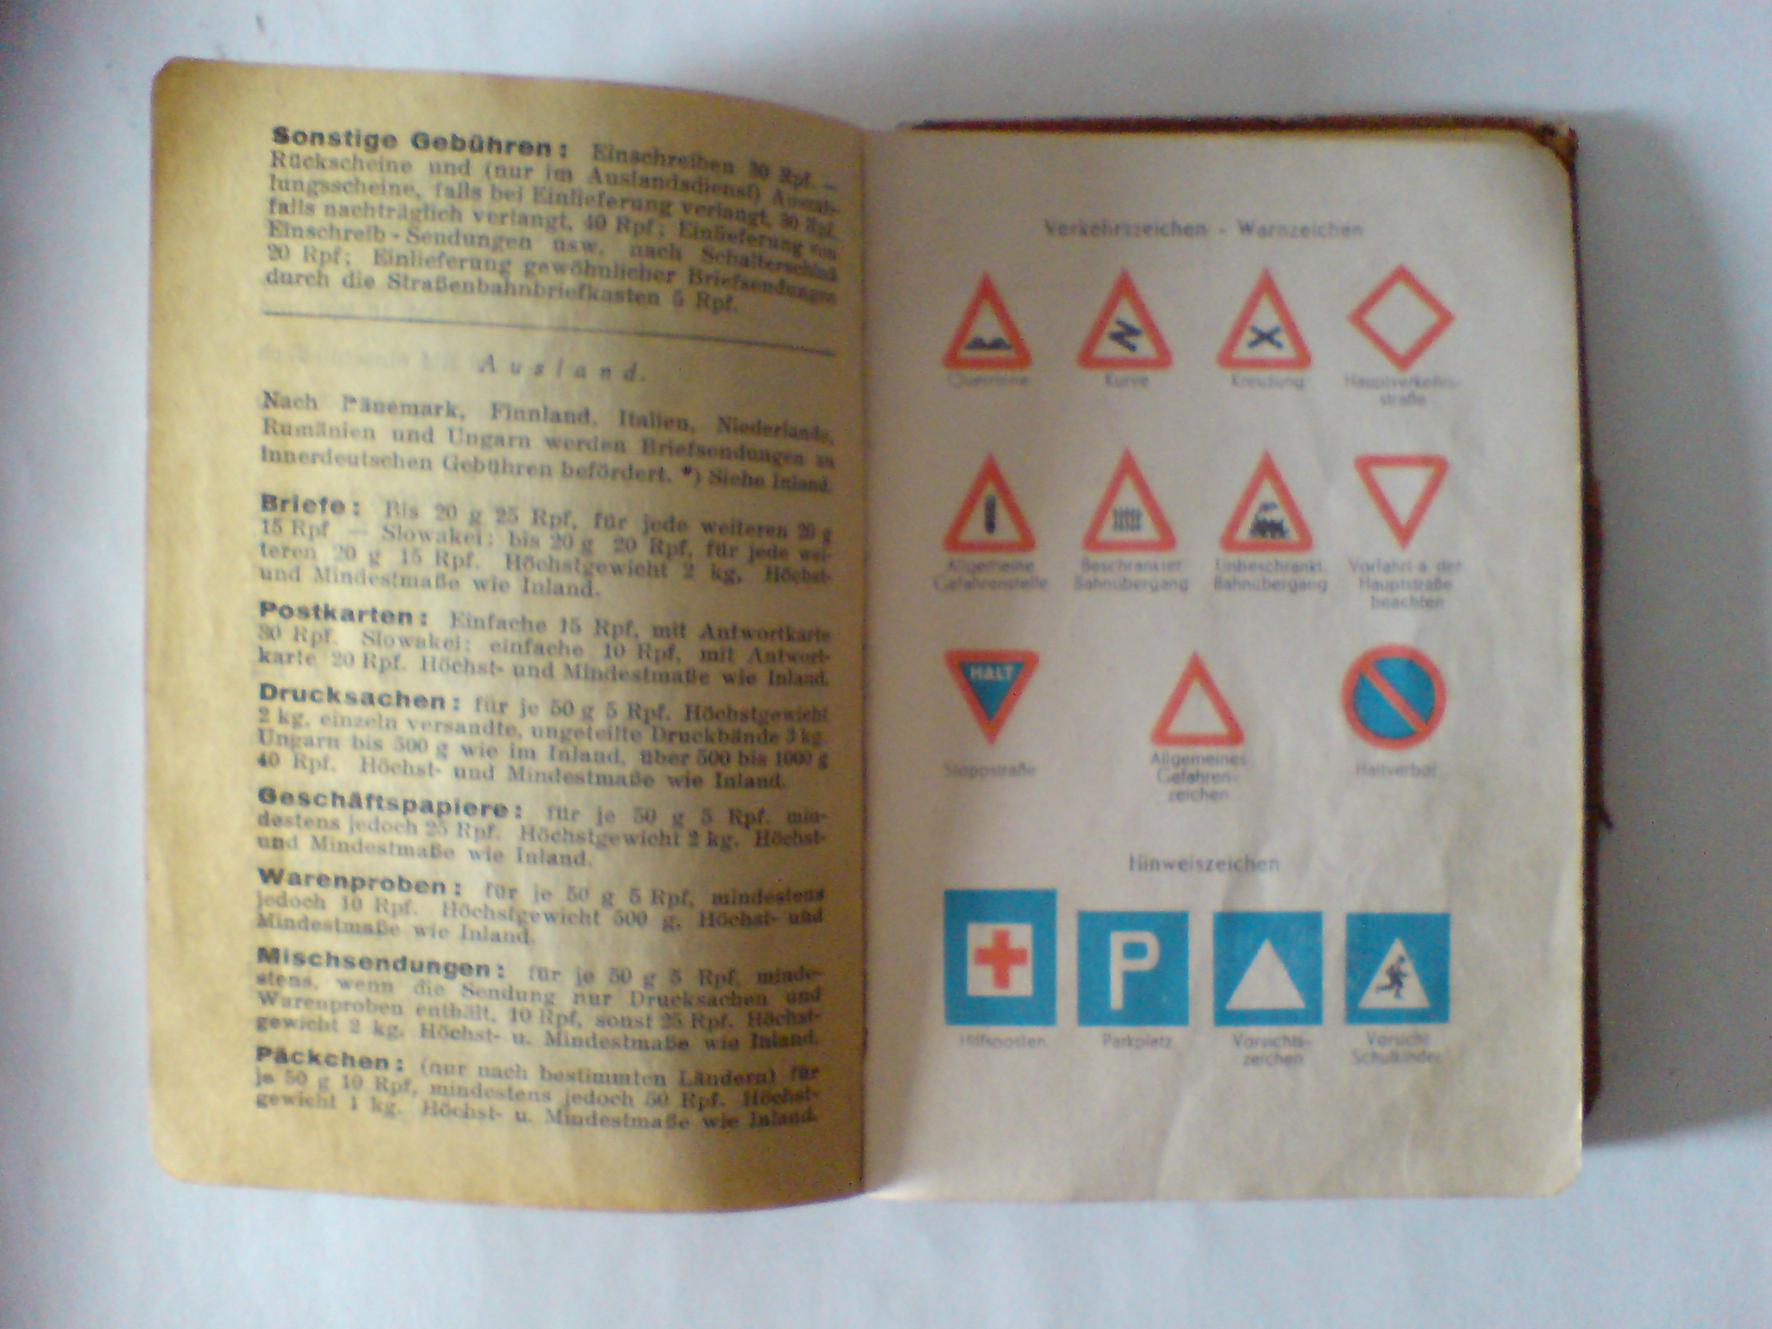 Sonstige Gebühren: Einschreiben 30 Rpf. —
Rückscheine und (nur im Auslandsdienst) Auszah-
lungsscheine, falls bei Einlieferung verlangt, 30 Rpf.
falls nachträglich verlangt, 40 Rpf; Einlieferung von
Einschreib-Sendungen usw. nach Schalterschluß
20 Rpf; Einlieferung gewöhnlicher Briefsendungen
durch die Straßenbahnbriefkasten 5 Rpf.
Ausland.
Nach Dänemark, Finnland, Italien, Niederlande,
Rumänien und Ungarn werden Briefsendungen zu
innerdeutschen Gebühren befördert. *) Siehe Inland.
Briefe: Bis 20 g 25 Rpf, für jede weiteren 20 g
15 Rpf — Slowakei: bis 20 g 20 Rpf, für jede wei-
teren 20 g 15 Rpf. Höchstgewicht 2 kg, Höchst-
und Mindestmaße wie Inland.
Postkarten: Einfache 15 Rpf, mit Antwortkarte
30 Rpf. Slowakei: einfache 10 Rpf, mit Antwort-
karte 20 Rpf. Höchst- und Mindestmaße wie Inland.
Drucksachen: für je 50 g 5 Rpf. Höchstgewicht
2 kg, einzeln versandte, ungeteilte Druckbände 3 kg.
Ungarn bis 500 g wie im Inland, über 500 bis 1000 g
40 Rpf. Höchst- und Mindestmaße wie Inland.
Geschäftspapiere: für je 50 g 5 Rpf. min-
destens jedoch 25 Rpf. Höchstgewicht 2 kg. Höchst-
und Mindestmaße wie Inland.
Warenproben: für je 50 g 5 Rpf, mindestens
jedoch 10 Rpf. Höchstgewicht 500 g, Höchst- und
Mindestmaße wie Inland.
Mischsendungen: für je 50 g 5 Rpf, minde-
stens, wenn die Sendung nur Drucksachen und
Warenproben enthält, 10 Rpf, sonst 25 Rpf. Höchst-
gewicht 2 kg, Höchst- u. Mindestmaße wie Inland.
Päckchen: (nur nach bestimmten Ländern) für
je 50 g 10 Rpf, mindestens jedoch 50 Rpf. Höchst-
gewicht 1 kg. Höchst- u. Mindestmaße wie Inland.
Verkehrszeichen - Warnzeichen
Querrinne Kurve Kreuzung Hauptverkehrs-
straße
Allgemeine Beschrankter Unbeschrankt. Vorfahrt a. der
Gefahrenstelle Bahnübergang Bahnübergang Hauptstraße
beachten
HALT
Stoppstraße Allgemeines Haltverbot
Gefahren-
zeichen
Hinweiszeichen
P
Hilfsposten Parkplatz Vorsichts- Vorsicht
zeichen Schulkinder